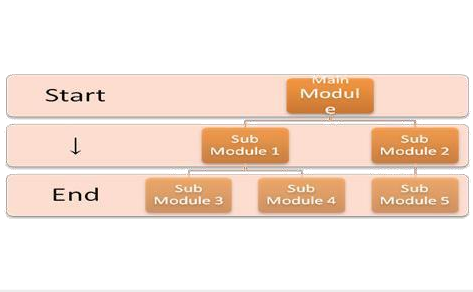 Start
Main
Modul
e
↓
Sub
Module 1
Sub
Module 2
End
Sub
Module 3
Sub
Module 4
Sub
Module 5